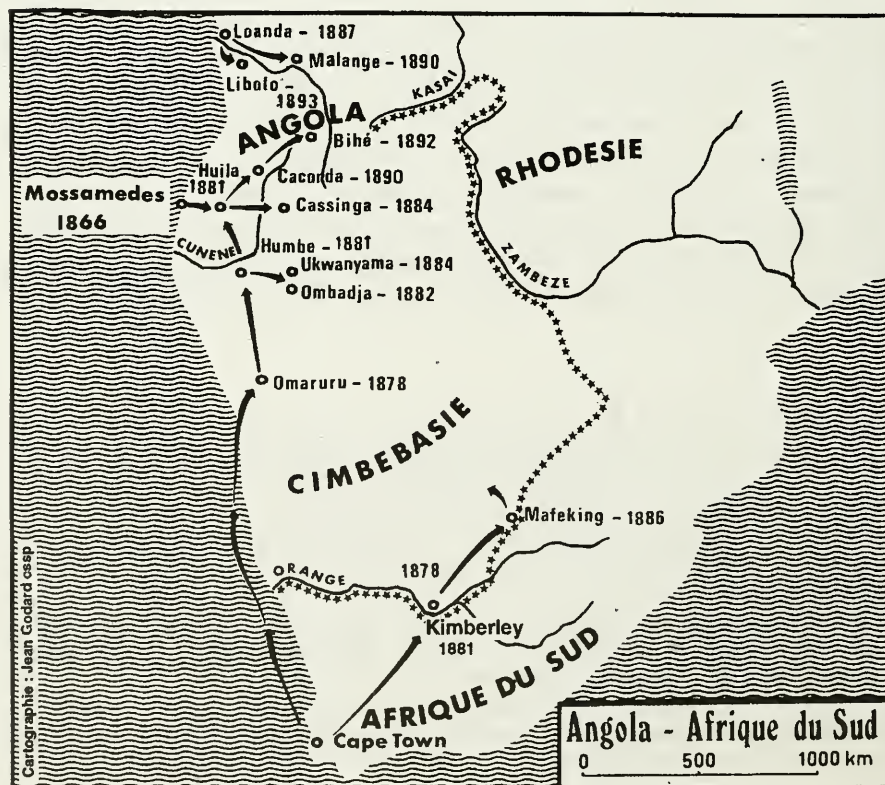 Loanda - 1887
Malange - 1890
Libolo -
1893
KASAI
ANGOLA
Bihé - 1892
RHODESIE
Huila
1881
Caconda - 1890
Mossamedes
1866
Cassinga - 1884
CUNENE
Humbe - 1881
Ukwanyama - 1884
Ombadja - 1882
ZAMBEZE
Omaruru - 1878
CIMBEBASIE
Mafeking - 1886
ORANGE
1878
Kimberley
1881
AFRIQUE DU SUD
Cape Town
Cartographie : Jean Godard cssp
Angola - Afrique du Sud
0 500 1000 km